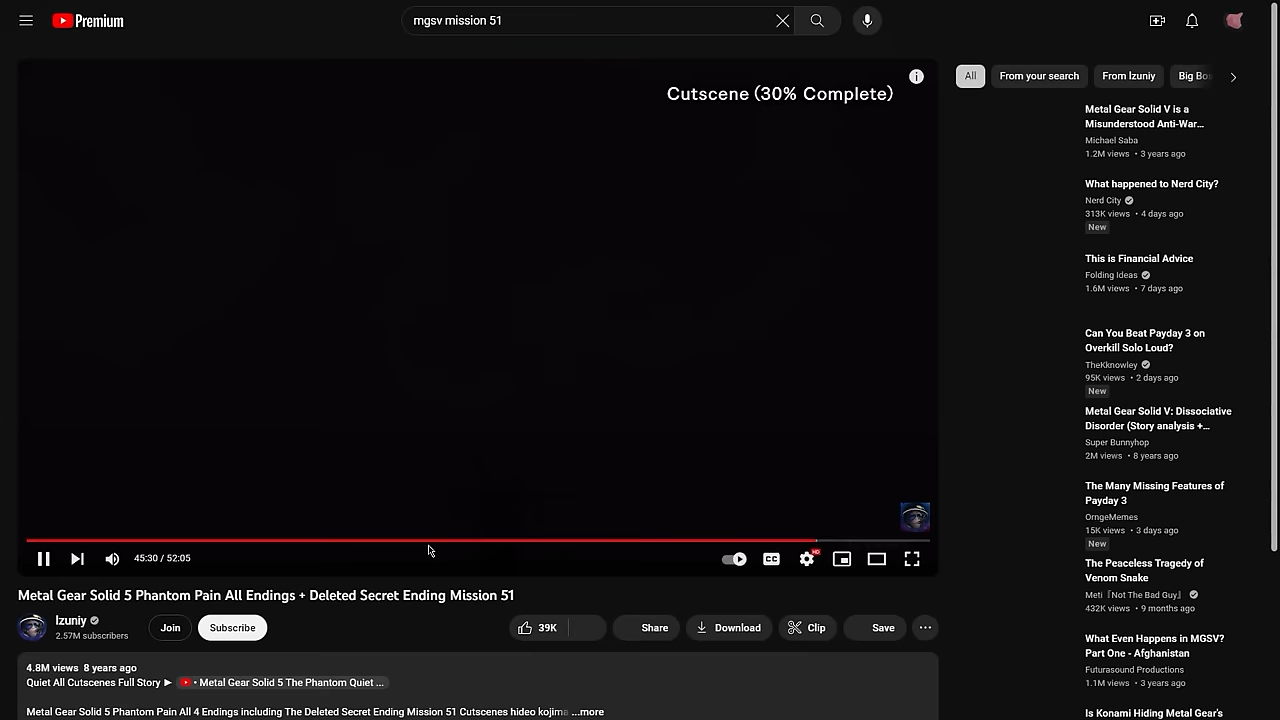 Premium
mgsv mission 51
Cutscene (30% Complete)
45:30 / 52:05
CC
HD
Metal Gear Solid 5 Phantom Pain All Endings + Deleted Secret Ending Mission 51
Izuniy
2.57M subscribers
Join
Subscribe
39K
Share
Download
Clip
Save
4.8M views 8 years ago
Quiet All Cutscenes Full Story ► • Metal Gear Solid 5 The Phantom Quiet ...
Metal Gear Solid 5 Phantom Pain All 4 Endings including The Deleted Secret Ending Mission 51 Cutscenes hideo kojima ...more
All
From your search
From Izuniy
Big Bo
Metal Gear Solid V is a
Misunderstood Anti-War...
Michael Saba
1.2M views • 3 years ago
What happened to Nerd City?
Nerd City
313K views • 4 days ago
New
This is Financial Advice
Folding Ideas
1.6M views • 7 days ago
Can You Beat Payday 3 on
Overkill Solo Loud?
TheKknowley
95K views • 2 days ago
New
Metal Gear Solid V: Dissociative
Disorder (Story analysis +...
Super Bunnyhop
2M views • 8 years ago
The Many Missing Features of
Payday 3
OrngeMemes
15K views • 3 days ago
New
The Peaceless Tragedy of
Venom Snake
Meti『Not The Bad Guy』
432K views • 9 months ago
What Even Happens in MGSV?
Part One - Afghanistan
Futurasound Productions
1.1M views • 3 years ago
Is Konami Hiding Metal Gear's